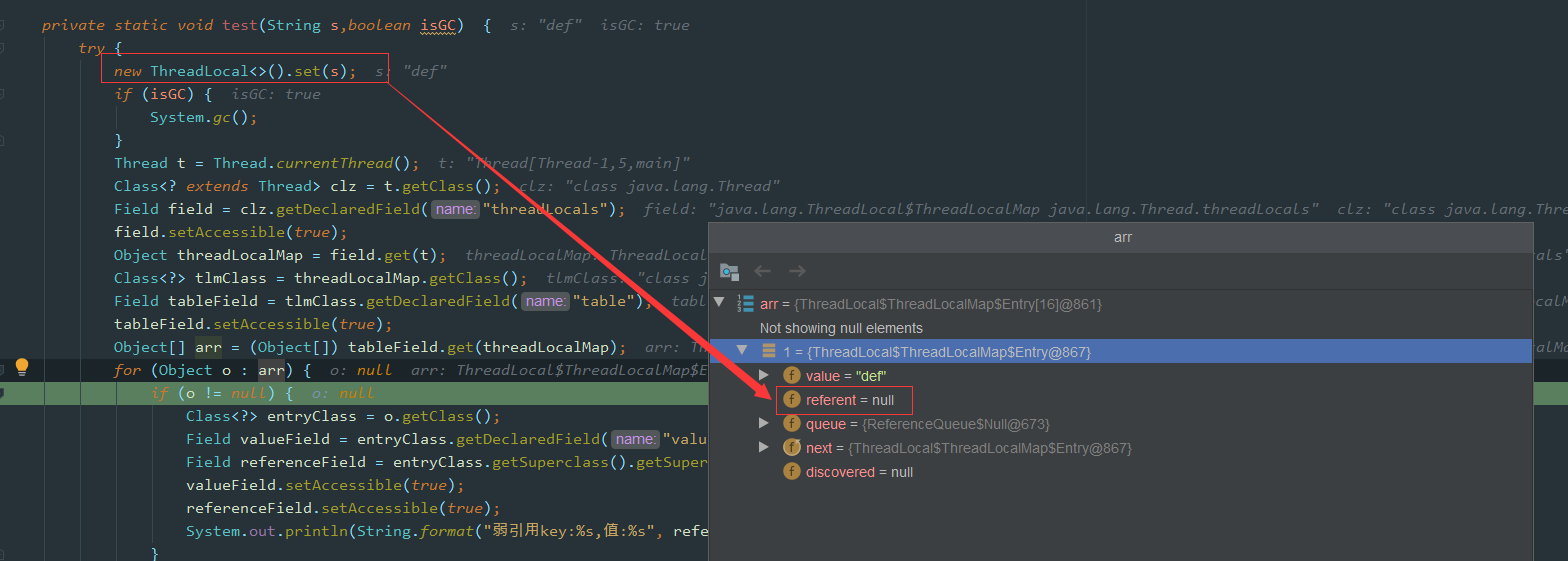 private static void test(String s,boolean isGC) { s: "def" isGC: true
try {
new ThreadLocal<>().set(s); s: "def"
if (isGC) { isGC: true
System.gc();
}
Thread t = Thread.currentThread(); t: "Thread[Thread-1,5,main]"
Class<? extends Thread> clz = t.getClass(); clz: "class java.lang.Thread"
Field field = clz.getDeclaredField( name: "threadLocals"); field: "java.lang.ThreadLocal$ThreadLocalMap java.lang.Thread.threadLocals" clz: "class java.lang.Thre
field.setAccessible(true);
Object threadLocalMap = field.get(t); threadLocalMap: ThreadLocal
Class<?> tlmClass = threadLocalMap.getClass(); tlmClass: "class j
Field tableField = tlmClass.getDeclaredField( name: "table"); tabl
tableField.setAccessible(true);
Object[] arr = (Object[]) tableField.get(threadLocalMap); arr: Th
for (Object o : arr) { o: null arr: ThreadLocal$ThreadLocalMap$E
if (o != null) { o: null
Class<?> entryClass = o.getClass();
Field valueField = entryClass.getDeclaredField( name: "valu
Field referenceField = entryClass.getSuperclass().getSuper
valueField.setAccessible(true);
referenceField.setAccessible(true);
System.out.println(String.format("弱引用key:%s,值:%s", refe
}
arr
arr = {ThreadLocal$ThreadLocalMap$Entry[16]@861}
Not showing null elements
1 = {ThreadLocal$ThreadLocalMap$Entry@867}
value = "def"
referent = null
queue = {ReferenceQueue$Null@673}
next = {ThreadLocal$ThreadLocalMap$Entry@867}
discovered = null